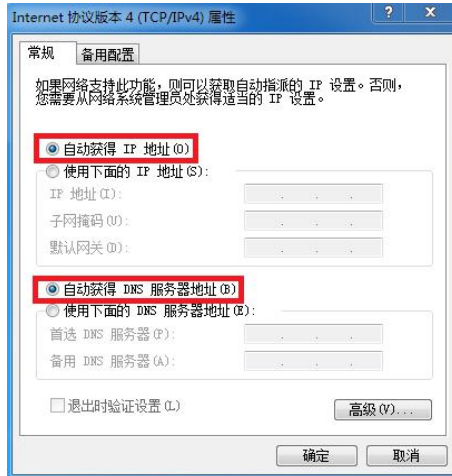 Internet 协议版本 4 (TCP/IPv4) 属性
? X
常规 备用配置
如果网络支持此功能，则可以获取自动指派的 IP 设置。否则，
您需要从网络系统管理员处获得适当的 IP 设置。
自动获得 IP 地址(O)
使用下面的 IP 地址(S):
IP 地址(I):
子网掩码(U):
默认网关(D):
自动获得 DNS 服务器地址(B)
使用下面的 DNS 服务器地址(E):
首选 DNS 服务器(P):
备用 DNS 服务器(A):
退出时验证设置(L)
高级(V)...
确定 取消